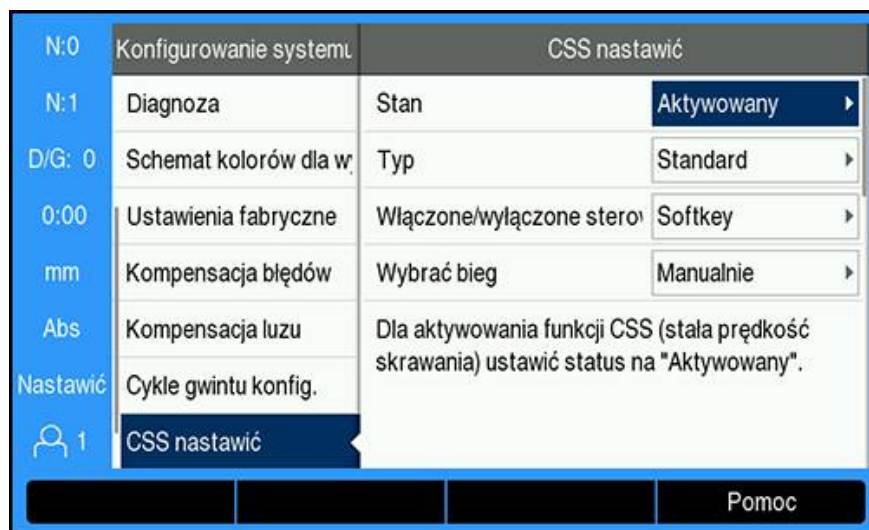 N:0
Konfigurowanie systemu
CSS nastawić
N:1
Diagnoza
Stan
Aktywowany
D/G: 0
Schemat kolorów dla
Typ
Standard
0:00
Ustawienia fabryczne
Włączone/wyłączone
Softkey
mm
Kompensacja błędów
Wybrać bieg
Manualnie
Abs
Kompensacja luzu
Dla aktywowania funkcji CSS (stała prędkość
skrawania) ustawić status na "Aktywowany".
Nastawić
Cykle gwintu konfig.
1
CSS nastawić
Pomoc